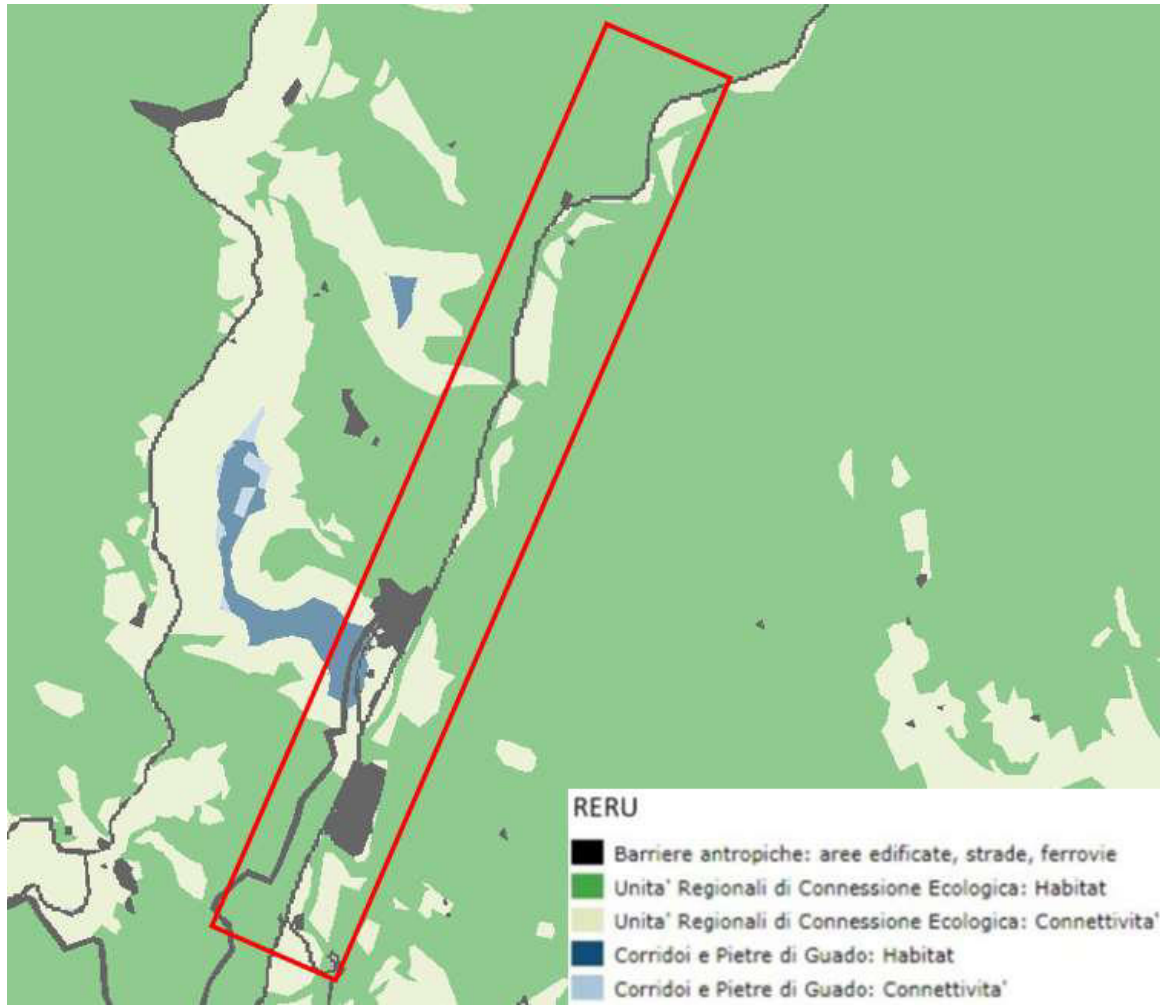 RERU
Barriere antropiche: aree edificate, strade, ferrovie
Unita' Regionali di Connessione Ecologica: Habitat
Unita' Regionali di Connessione Ecologica: Connettivita'
Corridoi e Pietre di Guado: Habitat
Corridoi e Pietre di Guado: Connettivita'